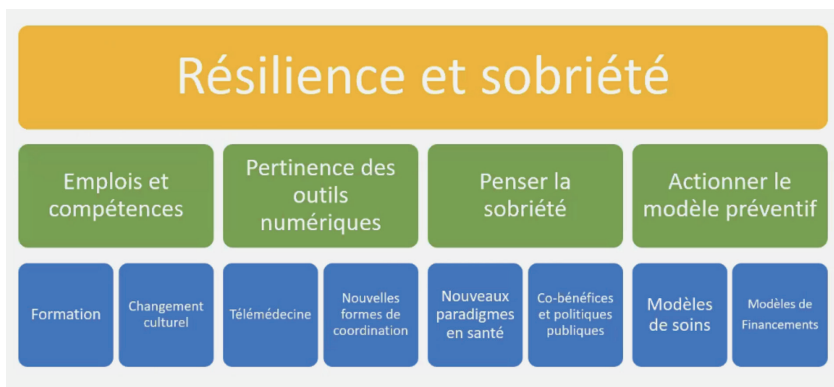 Résilience et sobriété
Emplois et
compétences
Pertinence des
outils
numériques
Penser la
sobriété
Actionner le
modèle préventif
Formation
Changement
culturel
Télémédecine
Nouvelles
formes de
coordination
Nouveaux
paradigmes
en santé
Co-bénéfices
et politiques
publiques
Modèles
de soins
Modèles de
Financements